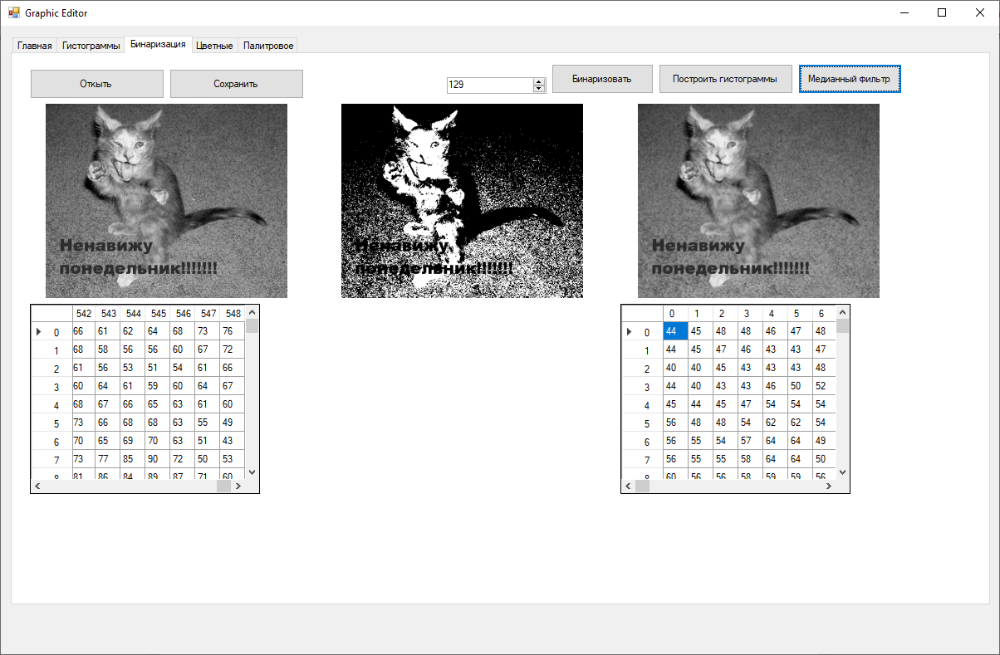 Graphic Editor
Главная Гистограммы Бинаризация Цветные Палитровое
Откыть Сохранить 129 Бинаризовать Построить гистограммы Медианный фильтр
Ненавижу понедельник!!!!!!!
Ненавижу понедельник!!!!!!!
Ненавижу понедельник!!!!!!!
542 543 544 545 546 547 548
0 66 61 62 64 68 73 76
1 68 58 56 56 60 67 72
2 61 56 53 51 54 61 66
3 60 64 61 59 60 64 67
4 68 67 66 65 63 61 60
5 73 66 68 68 63 55 49
6 70 65 69 70 63 51 43
7 73 77 85 90 72 50 53
8 81 86 84 89 87 71 60
0 1 2 3 4 5 6
0 44 45 48 48 46 47 48
1 44 45 47 46 43 43 47
2 40 40 45 43 43 43 48
3 44 40 43 43 46 50 52
4 45 44 45 47 54 54 54
5 56 48 48 54 62 62 54
6 56 55 54 57 64 64 49
7 56 55 55 58 64 64 50
8 60 56 56 58 59 59 56